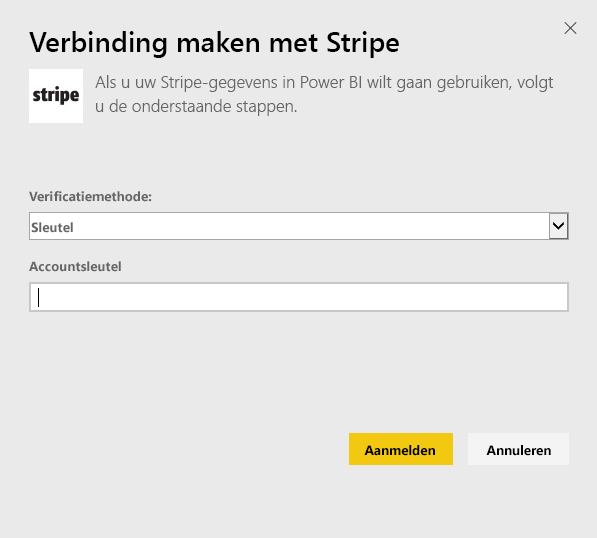 Verbinding maken met Stripe
stripe
Als u uw Stripe-gegevens in Power BI wilt gaan gebruiken, volgt
u de onderstaande stappen.
Verificatiemethode:
Sleutel
Accountsleutel
Aanmelden
Annuleren